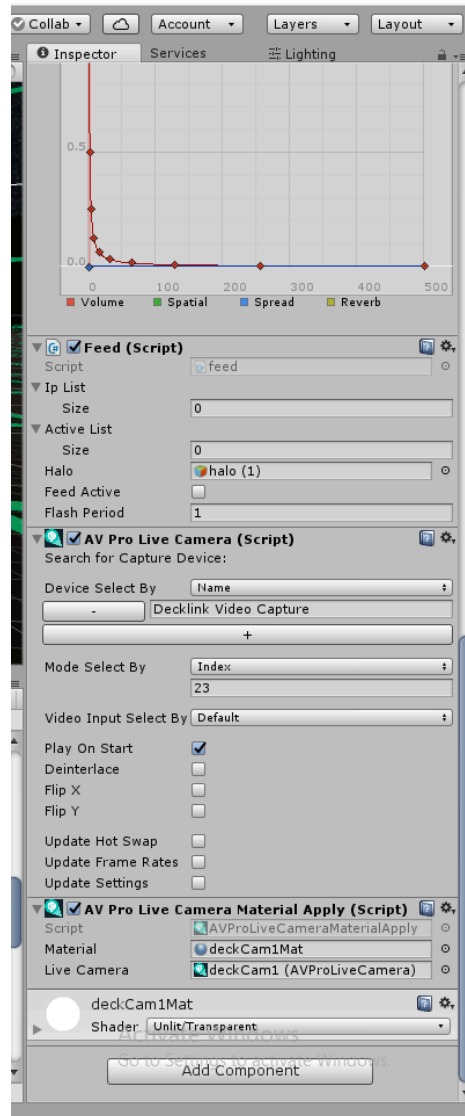 Collab Account Layers Layout
Inspector Services Lighting
0.5
0.0
0 100 200 300 400 500
Volume Spatial Spread Reverb
Feed (Script)
Script feed
Ip List
Size 0
Active List
Size 0
Halo halo (1)
Feed Active
Flash Period 1
AV Pro Live Camera (Script)
Search for Capture Device:
Device Select By Name
- Decklink Video Capture
+
Mode Select By Index
23
Video Input Select By Default
Play On Start
Deinterlace
Flip X
Flip Y
Update Hot Swap
Update Frame Rates
Update Settings
AV Pro Live Camera Material Apply (Script)
Script AVProLiveCameraMaterialApply
Material deckCam1Mat
Live Camera deckCam1 (AVProLiveCamera)
deckCam1Mat
Shader Unlit/Transparent
Activate Windows
Go to Settings to activate Windows.
Add Component